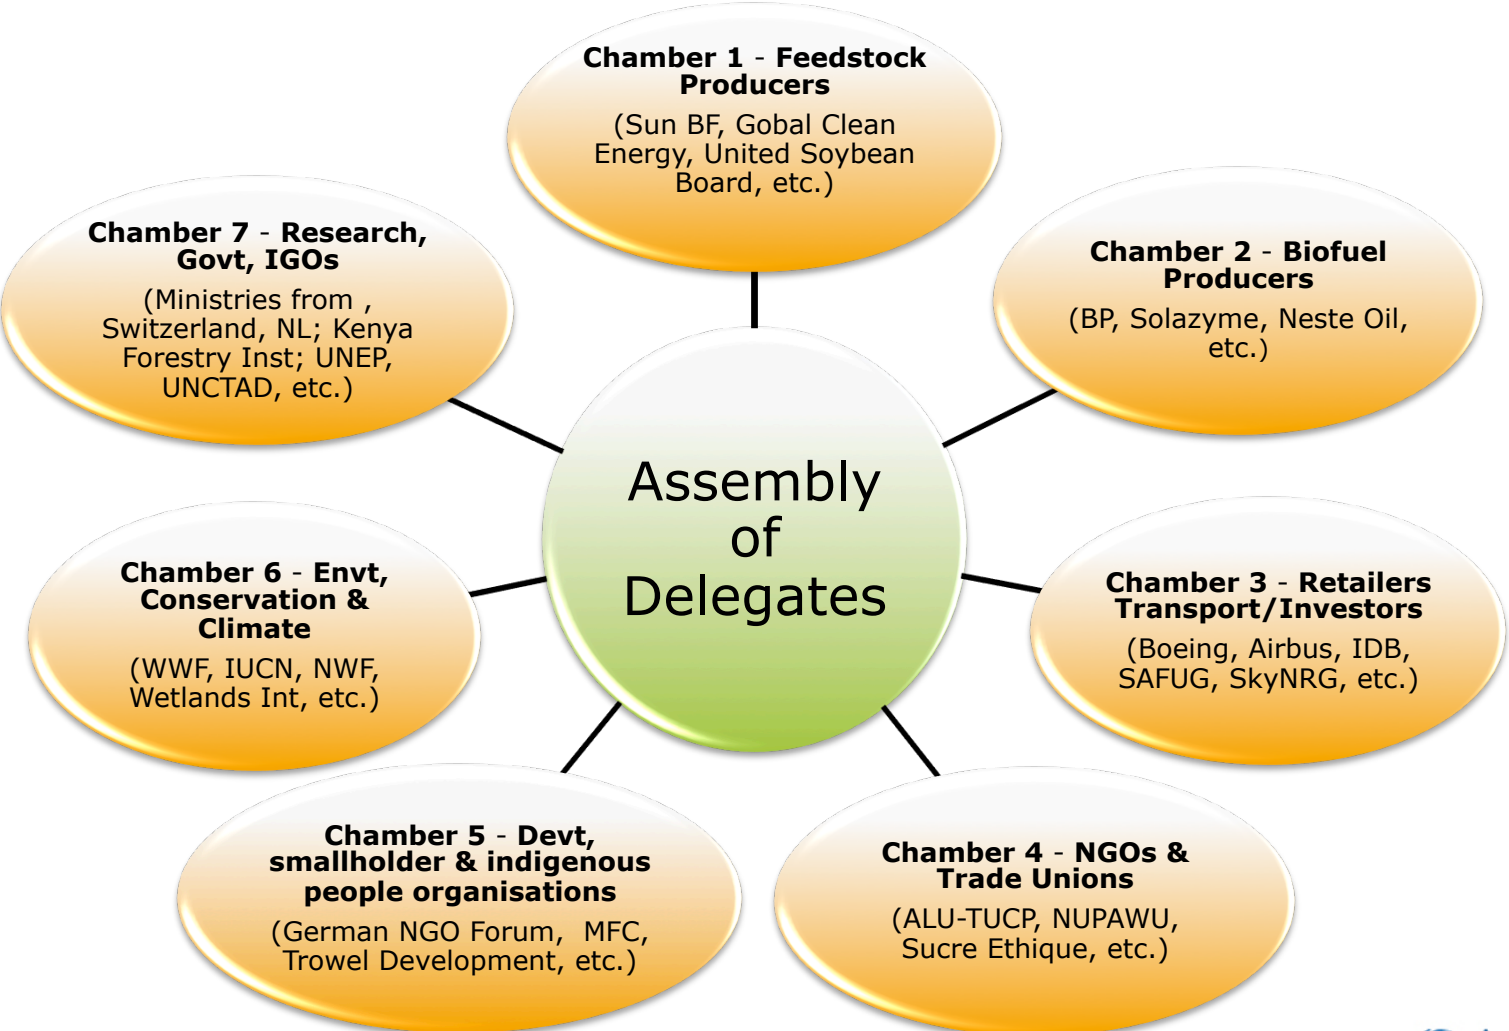 Chamber 1 - Feedstock
Producers
(Sun BF, Gobal Clean
Energy, United Soybean
Board, etc.)
Chamber 2 - Biofuel
Producers
(BP, Solazyme, Neste Oil,
etc.)
Chamber 3 - Retailers
Transport/Investors
(Boeing, Airbus, IDB,
SAFUG, SkyNRG, etc.)
Chamber 4 - NGOs &
Trade Unions
(ALU-TUCP, NUPAWU,
Sucre Ethique, etc.)
Chamber 5 - Devt,
smallholder & indigenous
people organisations
(German NGO Forum,  MFC,
Trowel Development, etc.)
Chamber 6 - Envt,
Conservation &
Climate
(WWF, IUCN, NWF,
Wetlands Int, etc.)
Chamber 7 - Research,
Govt, IGOs
(Ministries from ,
Switzerland, NL; Kenya
Forestry Inst; UNEP,
UNCTAD, etc.)
Assembly
of
Delegates